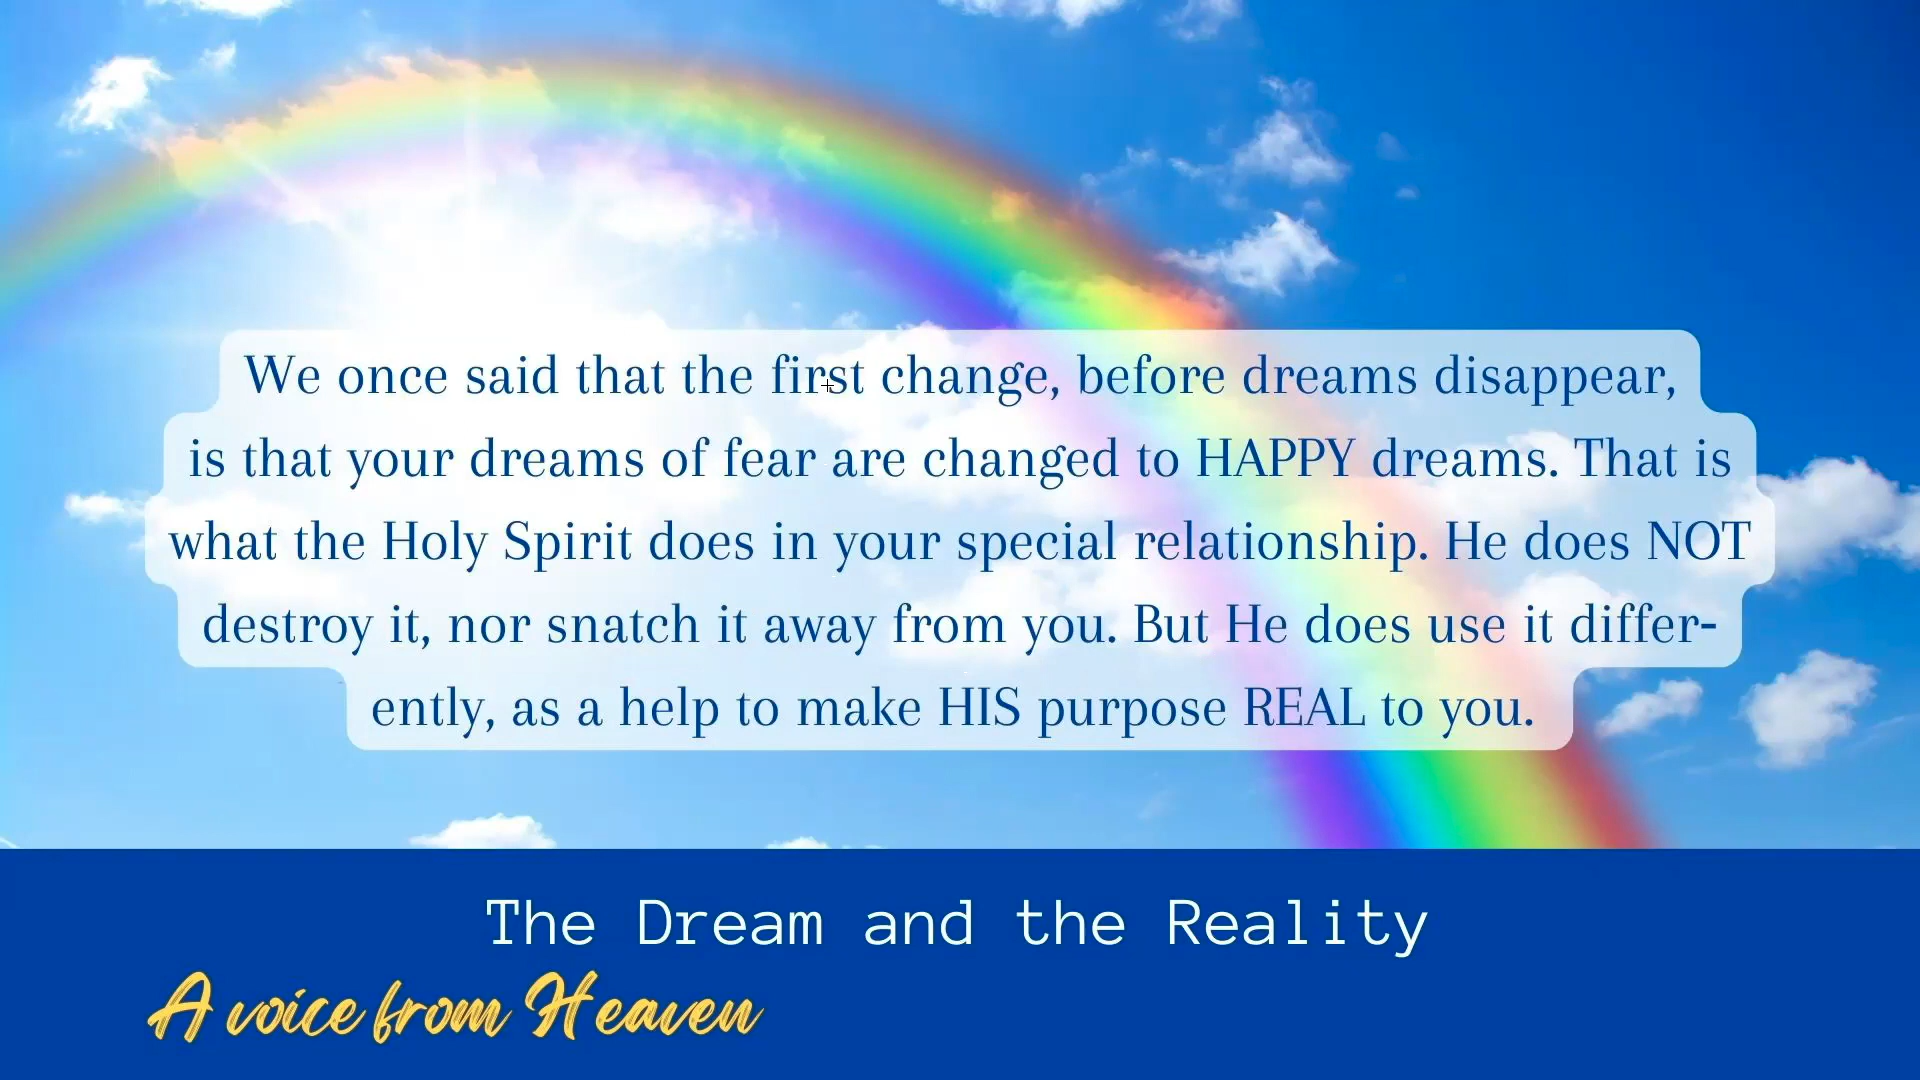 We once said that the first change, before dreams disappear,
is that your dreams of fear are changed to HAPPY dreams. That is
what the Holy Spirit does in your special relationship. He does NOT
destroy it, nor snatch it away from you. But He does use it differ-
ently, as a help to make HIS purpose REAL to you.
The Dream and the Reality
A voice from Heaven